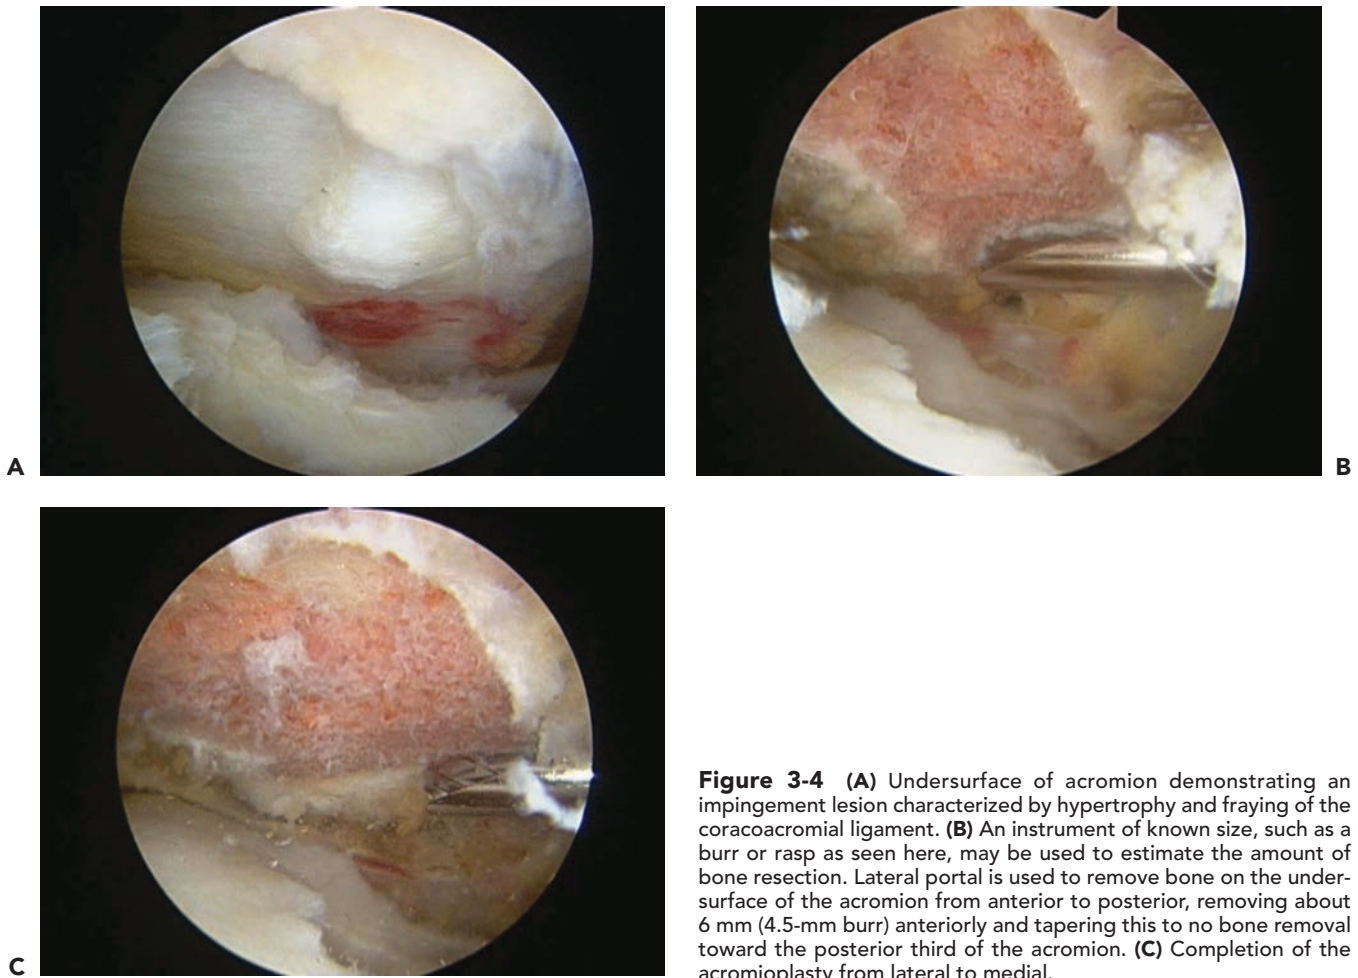 A
B
C
Figure 3-4 (A) Undersurface of acromion demonstrating an
impingement lesion characterized by hypertrophy and fraying of the
coracoacromial ligament. (B) An instrument of known size, such as a
burr or rasp as seen here, may be used to estimate the amount of
bone resection. Lateral portal is used to remove bone on the under-
surface of the acromion from anterior to posterior, removing about
6 mm (4.5-mm burr) anteriorly and tapering this to no bone removal
toward the posterior third of the acromion. (C) Completion of the
acromioplasty from lateral to medial.